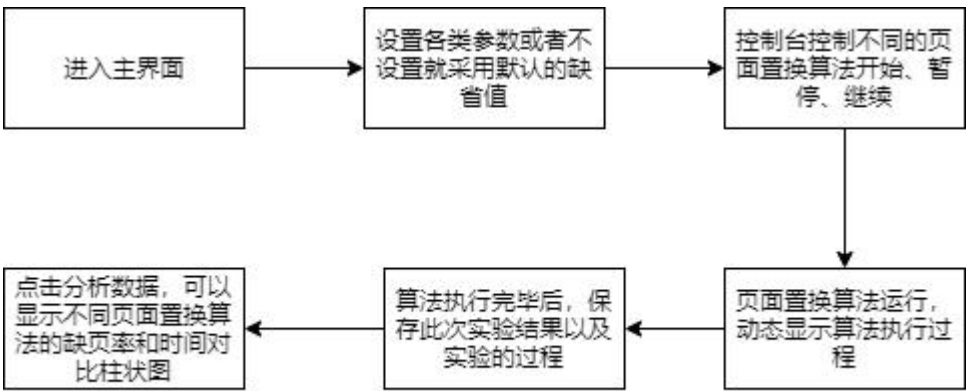 进入主界面
设置各类参数或者不
设置就采用默认的缺
省值
控制台控制不同的页
面置换算法开始、暂
停、继续
页面置换算法运行，
动态显示算法执行过
程
算法执行完毕后，保
存此次实验结果以及
实验的过程
点击分析数据，可以
显示不同页面置换算
法的缺页率和时间对
比柱状图